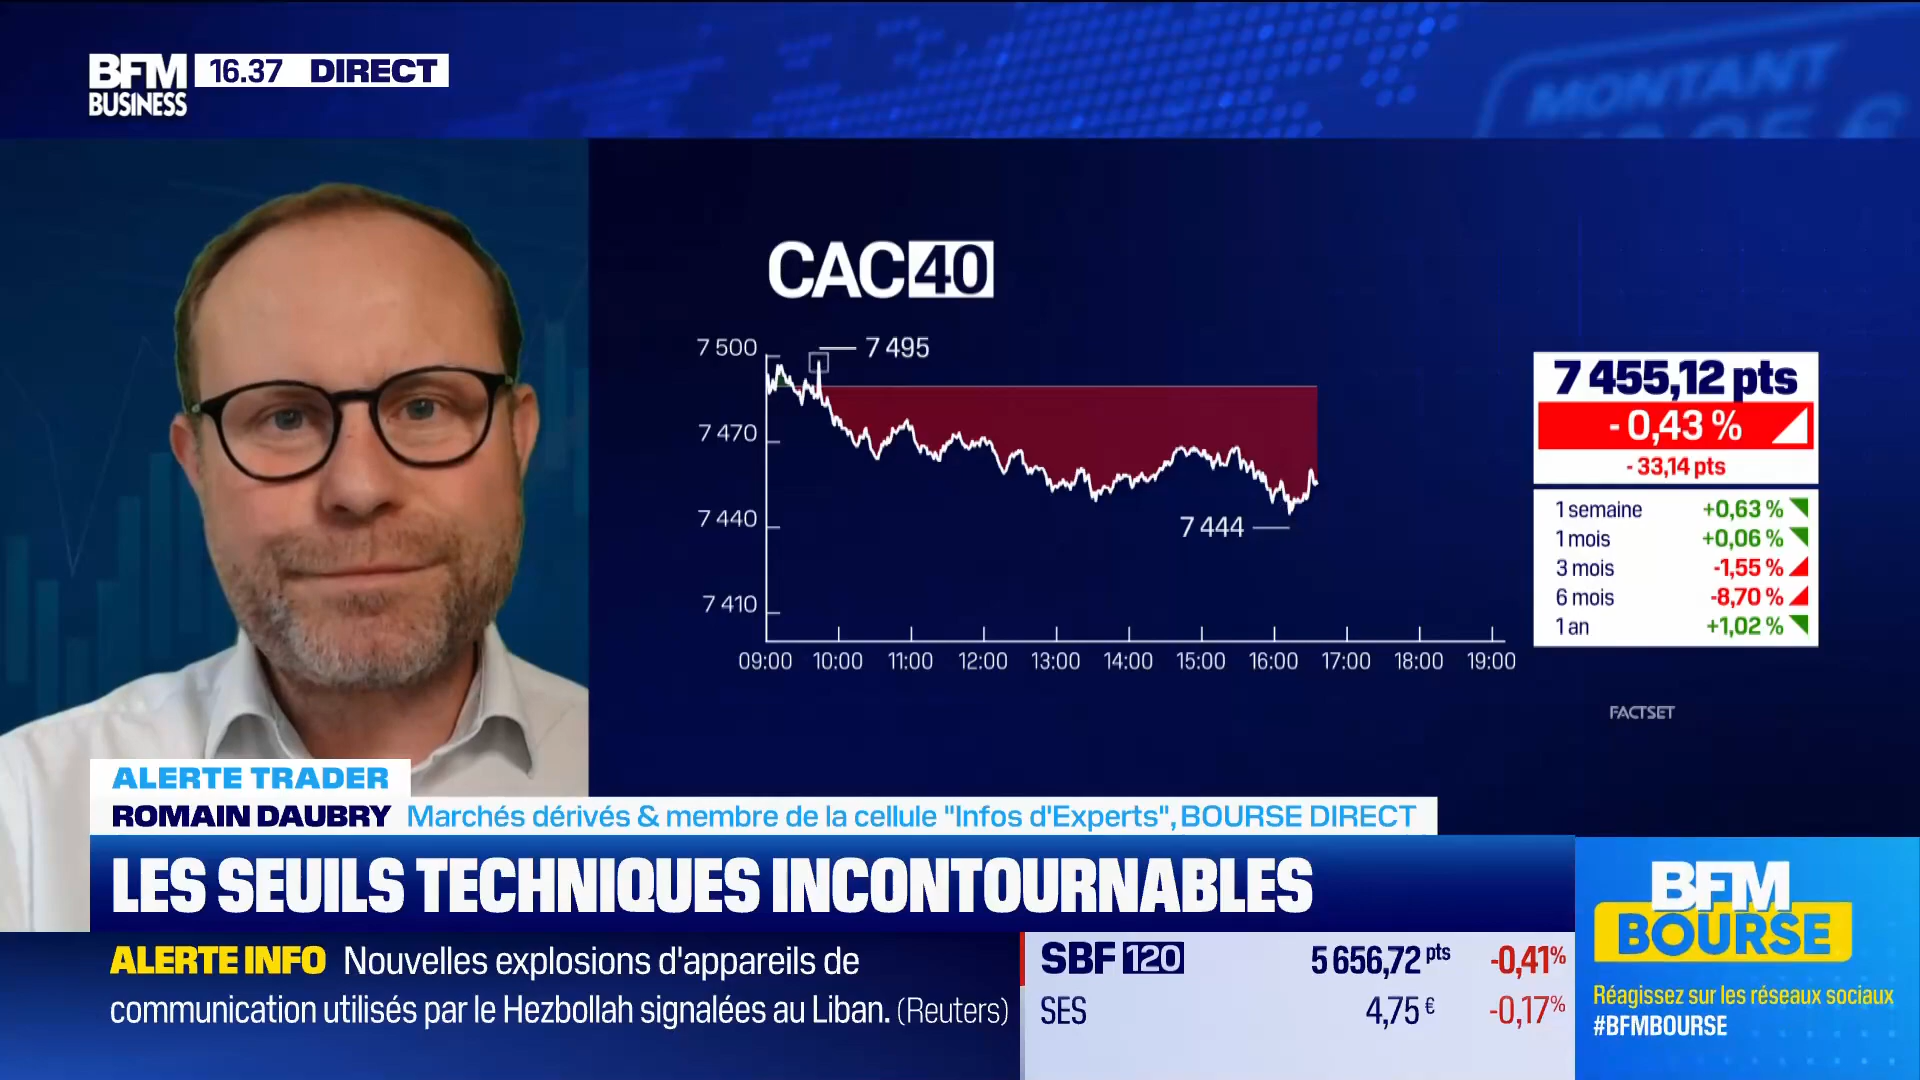 BFM
BUSINESS
16.37 DIRECT
MONTANT
CAC 40
7 500
7 495
7 470
7 440
7 444
7 410
09:00 10:00 11:00 12:00 13:00 14:00 15:00 16:00 17:00 18:00 19:00
7 455,12 pts
- 0,43 %
- 33,14 pts
1 semaine +0,63 %
1 mois +0,06 %
3 mois -1,55 %
6 mois -8,70 %
1 an +1,02 %
FACTSET
ALERTE TRADER
ROMAIN DAUBRY Marchés dérivés & membre de la cellule "Infos d'Experts", BOURSE DIRECT
LES SEUILS TECHNIQUES INCONTOURNABLES
ALERTE INFO Nouvelles explosions d'appareils de
communication utilisés par le Hezbollah signalées au Liban. (Reuters)
SBF 120 5 656,72 pts -0,41%
SES 4,75 € -0,17%
BFM
BOURSE
Réagissez sur les réseaux sociaux
#BFMBOURSE